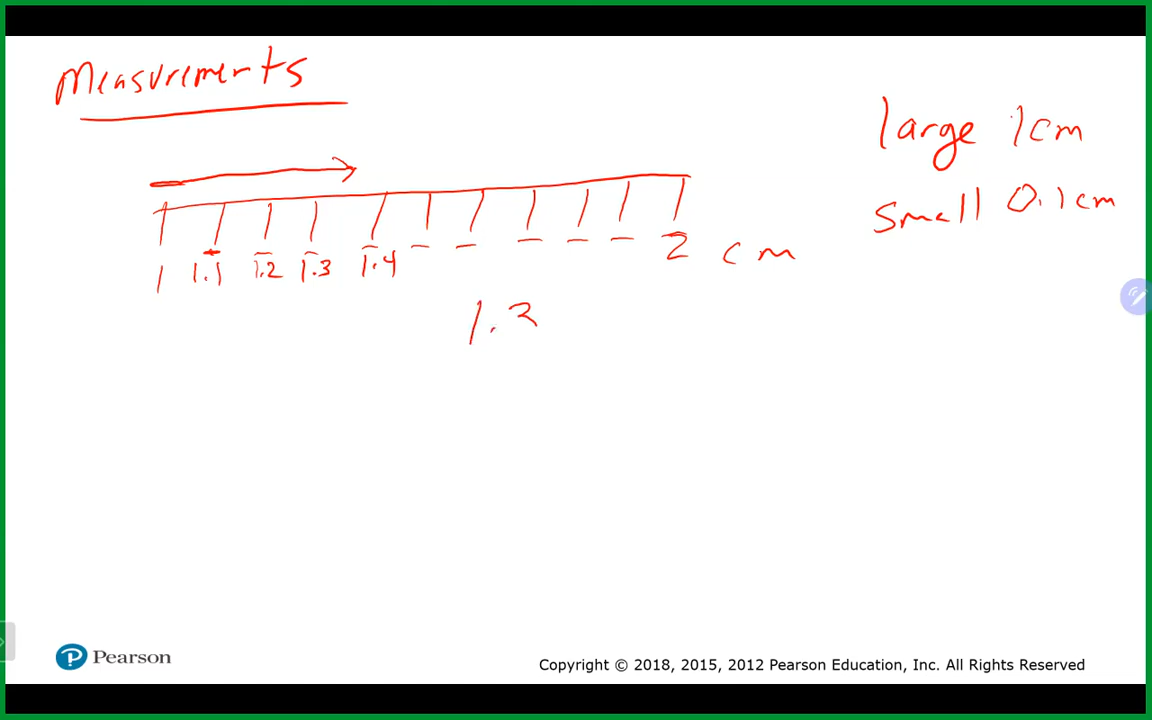 Measurements
large 1cm
small 0.1cm
1 1.1 1.2 1.3 1.4 2 cm
1.3
Pearson
Copyright © 2018, 2015, 2012 Pearson Education, Inc. All Rights Reserved